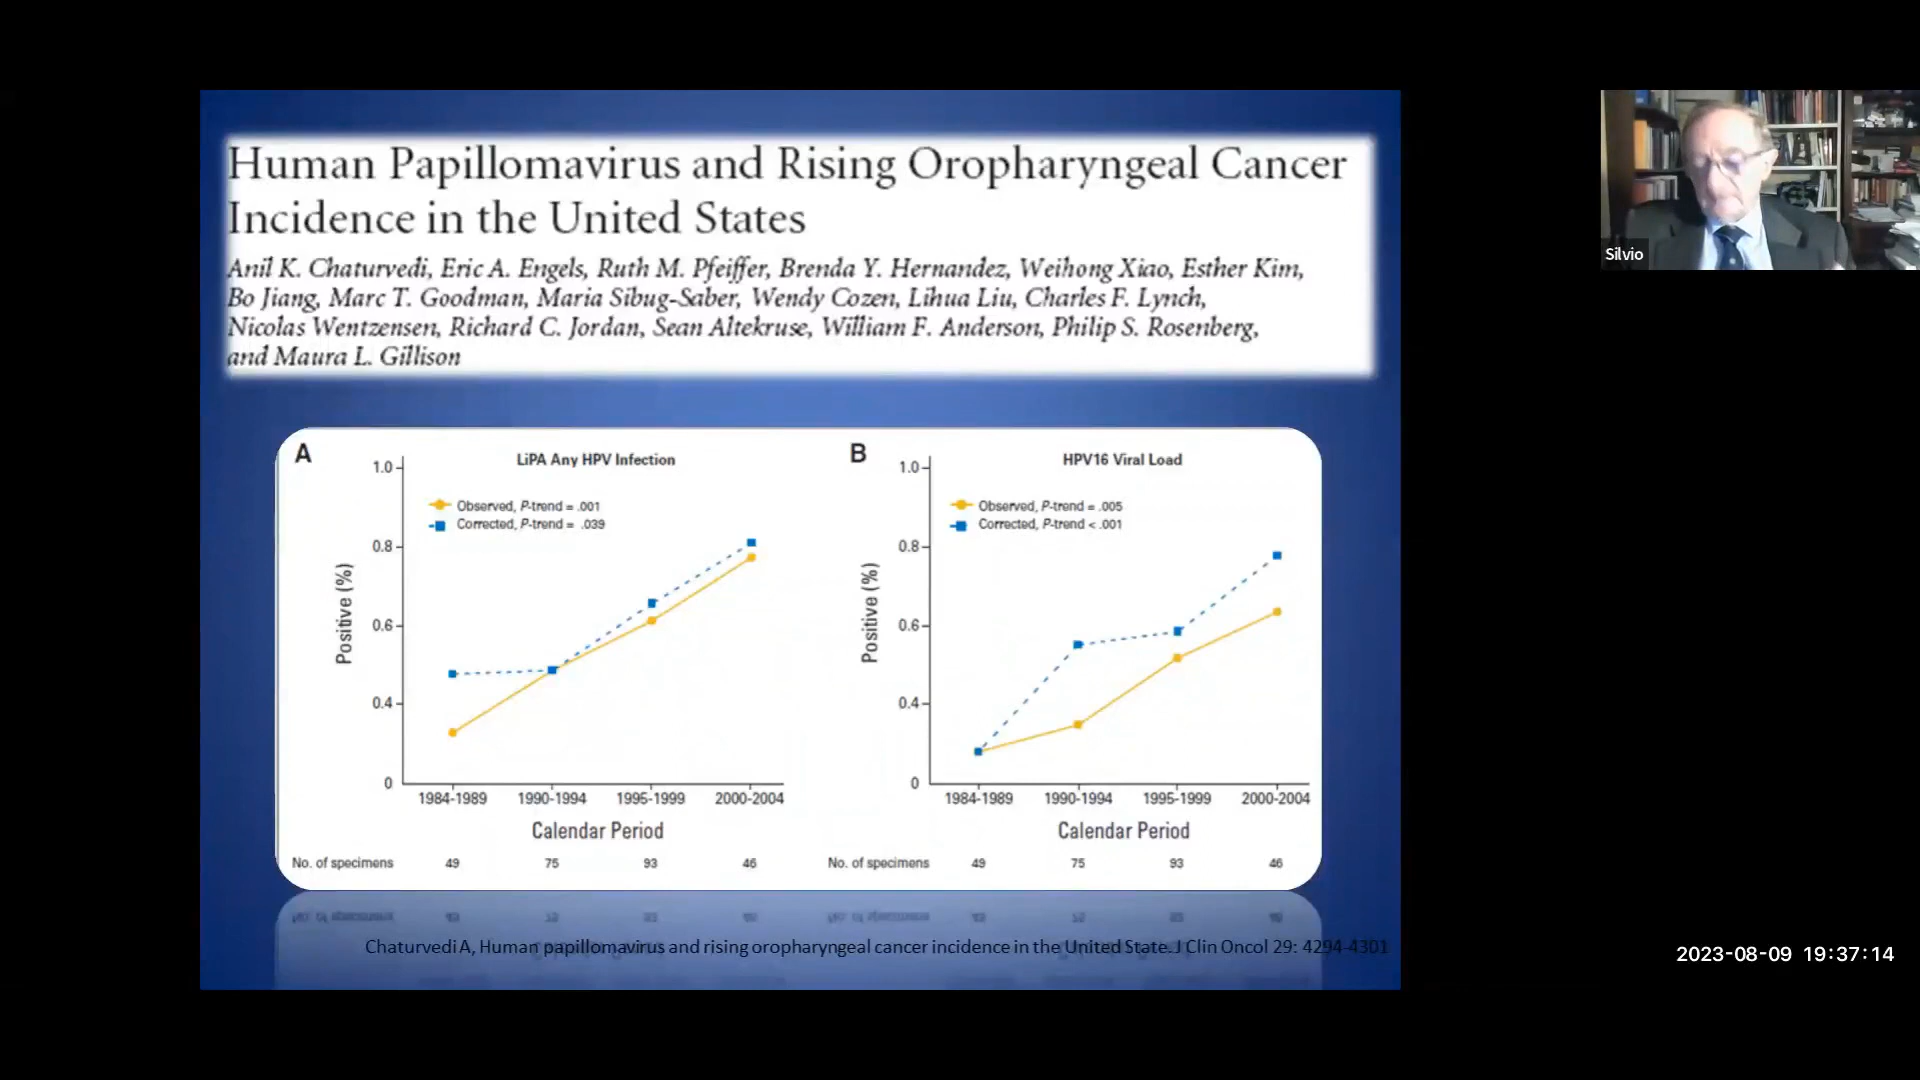 Human Papillomavirus and Rising Oropharyngeal Cancer
Incidence in the United States
Anil K. Chaturvedi, Eric A. Engels, Ruth M. Pfeiffer, Brenda Y. Hernandez, Weihong Xiao, Esther Kim,
Bo Jiang, Marc T. Goodman, Maria Sibug-Saber, Wendy Cozen, Lihua Liu, Charles F. Lynch,
Nicolas Wentzensen, Richard C. Jordan, Sean Altekruse, William F. Anderson, Philip S. Rosenberg,
and Maura L. Gillison
Silvio
A
LiPA Any HPV Infection
Observed, P-trend = .001
Corrected, P-trend = .039
Positive (%)
1.0
0.8
0.6
0.4
0
1984-1989 1990-1994 1995-1999 2000-2004
Calendar Period
No. of specimens 49 75 93 46
B
HPV16 Viral Load
Observed, P-trend = .005
Corrected, P-trend < .001
Positive (%)
1.0
0.8
0.6
0.4
0
1984-1989 1990-1994 1995-1999 2000-2004
Calendar Period
No. of specimens 49 75 93 46
Chaturvedi A, Human papillomavirus and rising oropharyngeal cancer incidence in the United State. J Clin Oncol 29: 4294-4301
2023-08-09 19:37:14